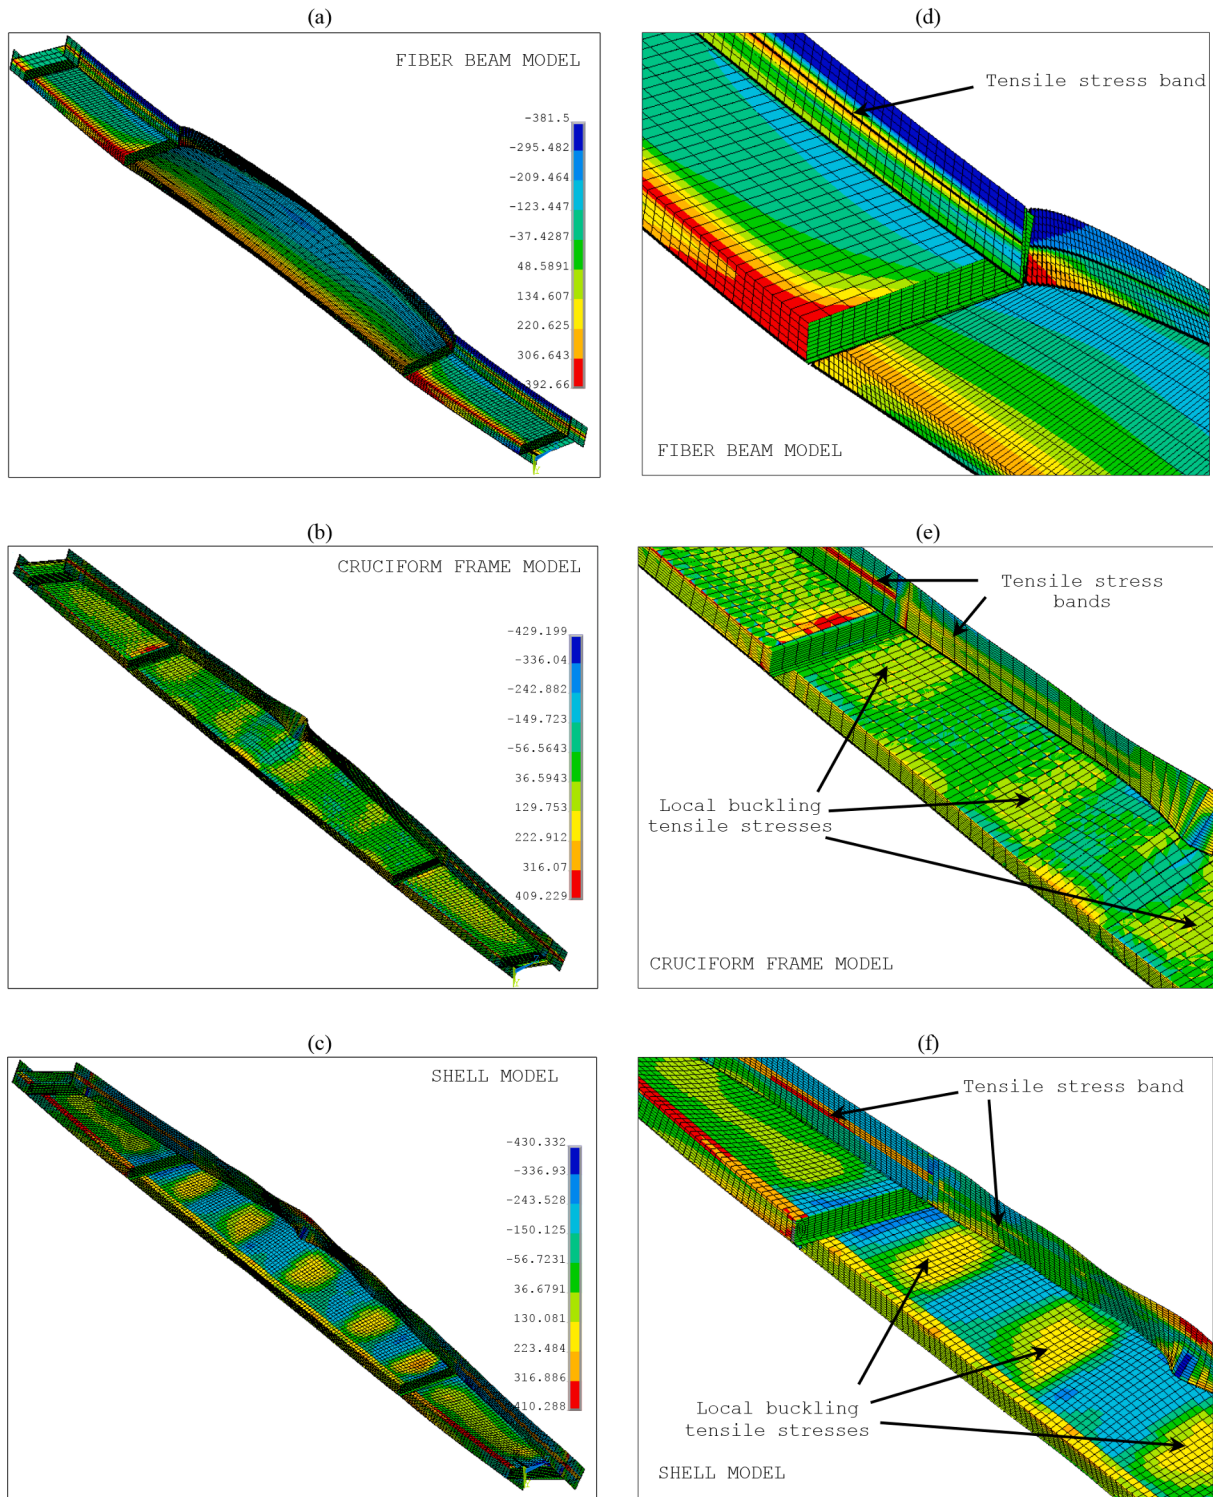 (a)
FIBER BEAM MODEL
-381.5
-295.482
-209.464
-123.447
-37.4287
48.5891
134.607
220.625
306.643
392.66
(d)
Tensile stress band
FIBER BEAM MODEL
(b)
CRUCIFORM FRAME MODEL
-429.199
-336.04
-242.882
-149.723
-56.5643
36.5943
129.753
222.912
316.07
409.229
(e)
Tensile stress
bands
Local buckling
tensile stresses
CRUCIFORM FRAME MODEL
(c)
SHELL MODEL
-430.332
-336.93
-243.528
-150.125
-56.7231
36.6791
130.081
223.484
316.886
410.288
(f)
Tensile stress band
Local buckling
tensile stresses
SHELL MODEL